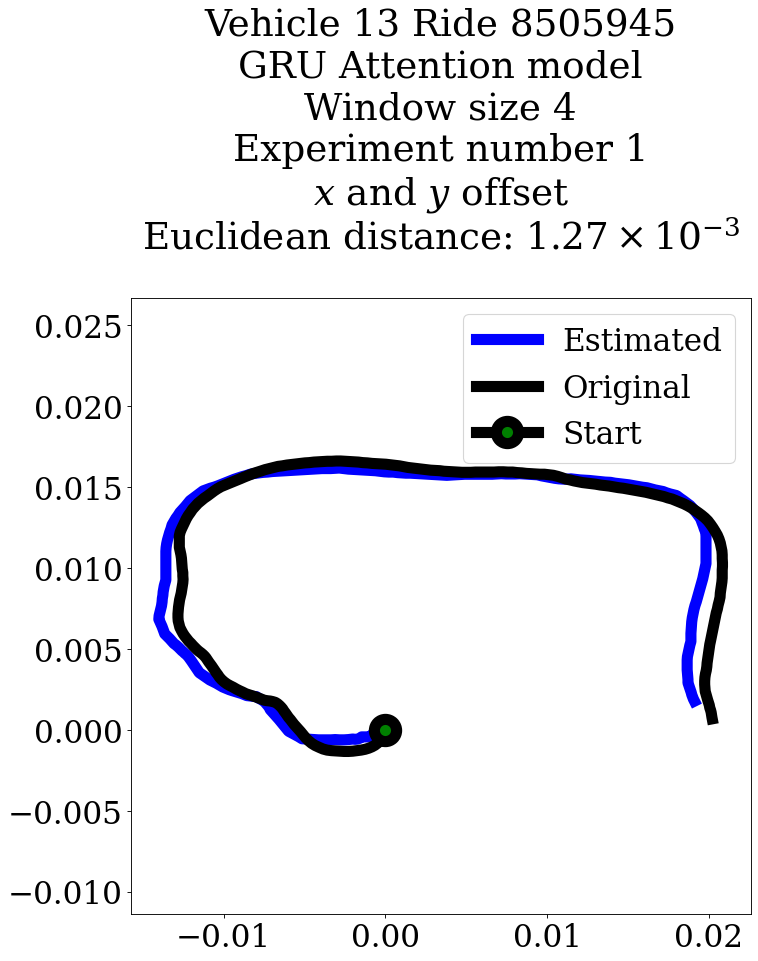 Vehicle 13 Ride 8505945
GRU Attention model
Window size 4
Experiment number 1
x and y offset
Euclidean distance: 1.27 × 10⁻³
Estimated
Original
Start
0.025
0.020
0.015
0.010
0.005
0.000
−0.005
−0.010
−0.01 0.00 0.01 0.02